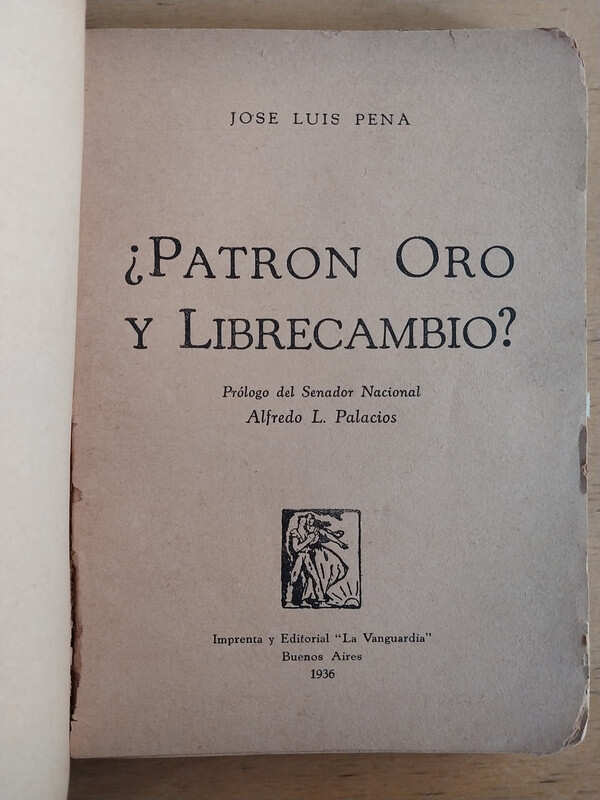 JOSE LUIS PENA
¿PATRON ORO
Y LIBRECAMBIO?
Prólogo del Senador Nacional
Alfredo L. Palacios
Imprenta y Editorial "La Vanguardia"
Buenos Aires
1936